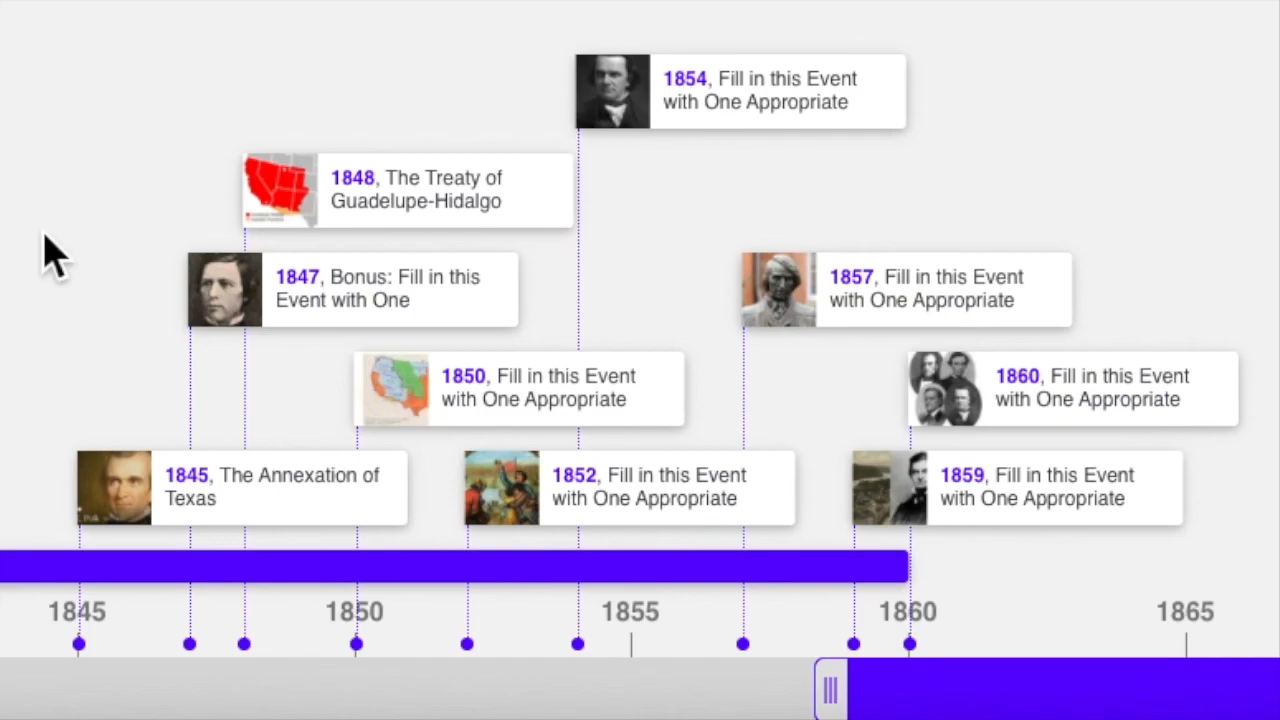 1854, Fill in this Event
with One Appropriate
1848, The Treaty of
Guadelupe-Hidalgo
1847, Bonus: Fill in this
Event with One
1857, Fill in this Event
with One Appropriate
1850, Fill in this Event
with One Appropriate
1860, Fill in this Event
with One Appropriate
1845, The Annexation of
Texas
1852, Fill in this Event
with One Appropriate
1859, Fill in this Event
with One Appropriate
1845
1850
1855
1860
1865